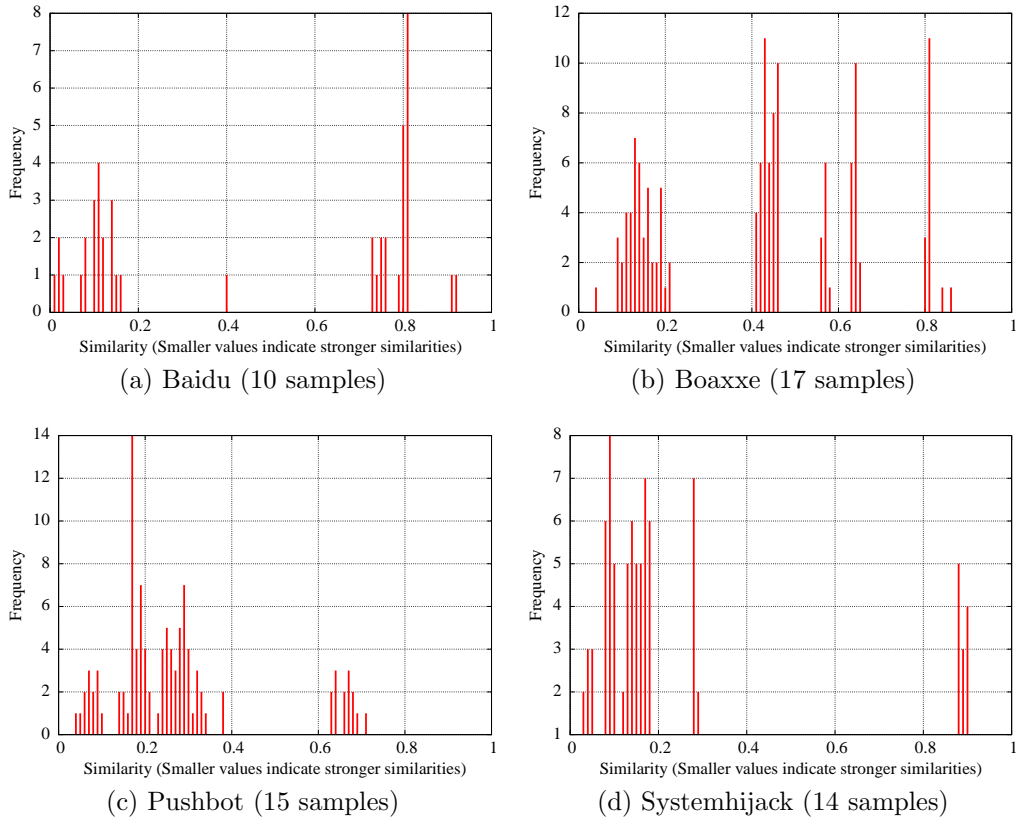 8
7
6
5
4
3
2
1
0
Frequency
0 0.2 0.4 0.6 0.8 1
Similarity (Smaller values indicate stronger similarities)
(a) Baidu (10 samples)
12
10
8
6
4
2
0
Frequency
0 0.2 0.4 0.6 0.8 1
Similarity (Smaller values indicate stronger similarities)
(b) Boaxxe (17 samples)
14
12
10
8
6
4
2
0
Frequency
0 0.2 0.4 0.6 0.8 1
Similarity (Smaller values indicate stronger similarities)
(c) Pushbot (15 samples)
8
7
6
5
4
3
2
1
Frequency
0 0.2 0.4 0.6 0.8 1
Similarity (Smaller values indicate stronger similarities)
(d) Systemhijack (14 samples)